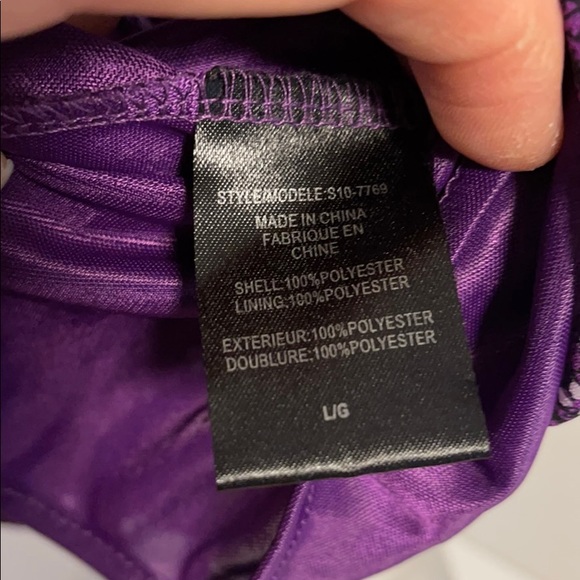 STYLE/MODELE:S10-7769
MADE IN CHINA
FABRIQUE EN
CHINE
SHELL:100%POLYESTER
LINING:100%POLYESTER
EXTERIEUR:100%POLYESTER
DOUBLURE:100%POLYESTER
L/G